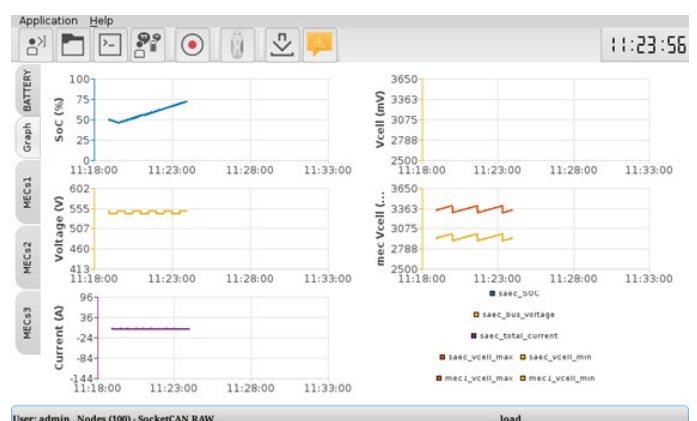 Application Help
11:23:56
BATTERY
Graph
MECs1
MECs2
MECs3
SoC (%)
100
75
50
25
0
11:18:00 11:23:00 11:28:00 11:33:00
Vcell (mV)
3650
3363
3075
2788
2500
11:18:00 11:23:00 11:28:00 11:33:00
Voltage (V)
602
555
507
460
413
11:18:00 11:23:00 11:28:00 11:33:00
mec Vcell (...
3650
3363
3075
2788
2500
11:18:00 11:23:00 11:28:00 11:33:00
Current (A)
96
36
-24
-84
-144
11:18:00 11:23:00 11:28:00 11:33:00
saec_SOC
saec_bus_voltage
saec_total_current
saec_vcell_max saec_vcell_min
mec1_vcell_max mec1_vcell_min
User: admin Nodes (100) - SocketCAN RAW load